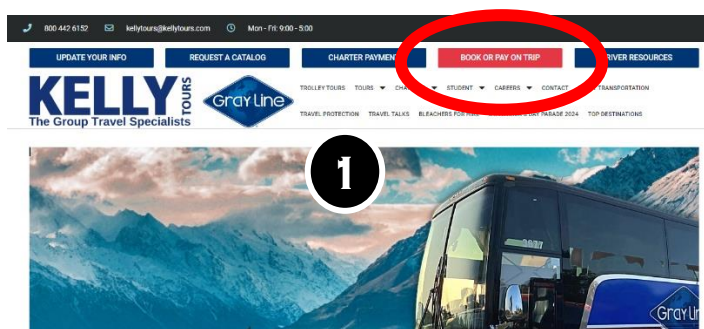 800 442 6152 kellytours@kellytours.com Mon - Fri: 9:00 - 5:00
UPDATE YOUR INFO REQUEST A CATALOG CHARTER PAYMENT BOOK OR PAY ON TRIP RIVER RESOURCES
KELLY TOURS
The Group Travel Specialists
Gray Line
TROLLEY TOURS TOURS CHA STUDENT CAREERS CONTACT TRANSPORTATION
TRAVEL PROTECTION TRAVEL TALKS BLEACHERS FOR DAY PARADE 2024 TOP DESTINATIONS
1
Gray Lin